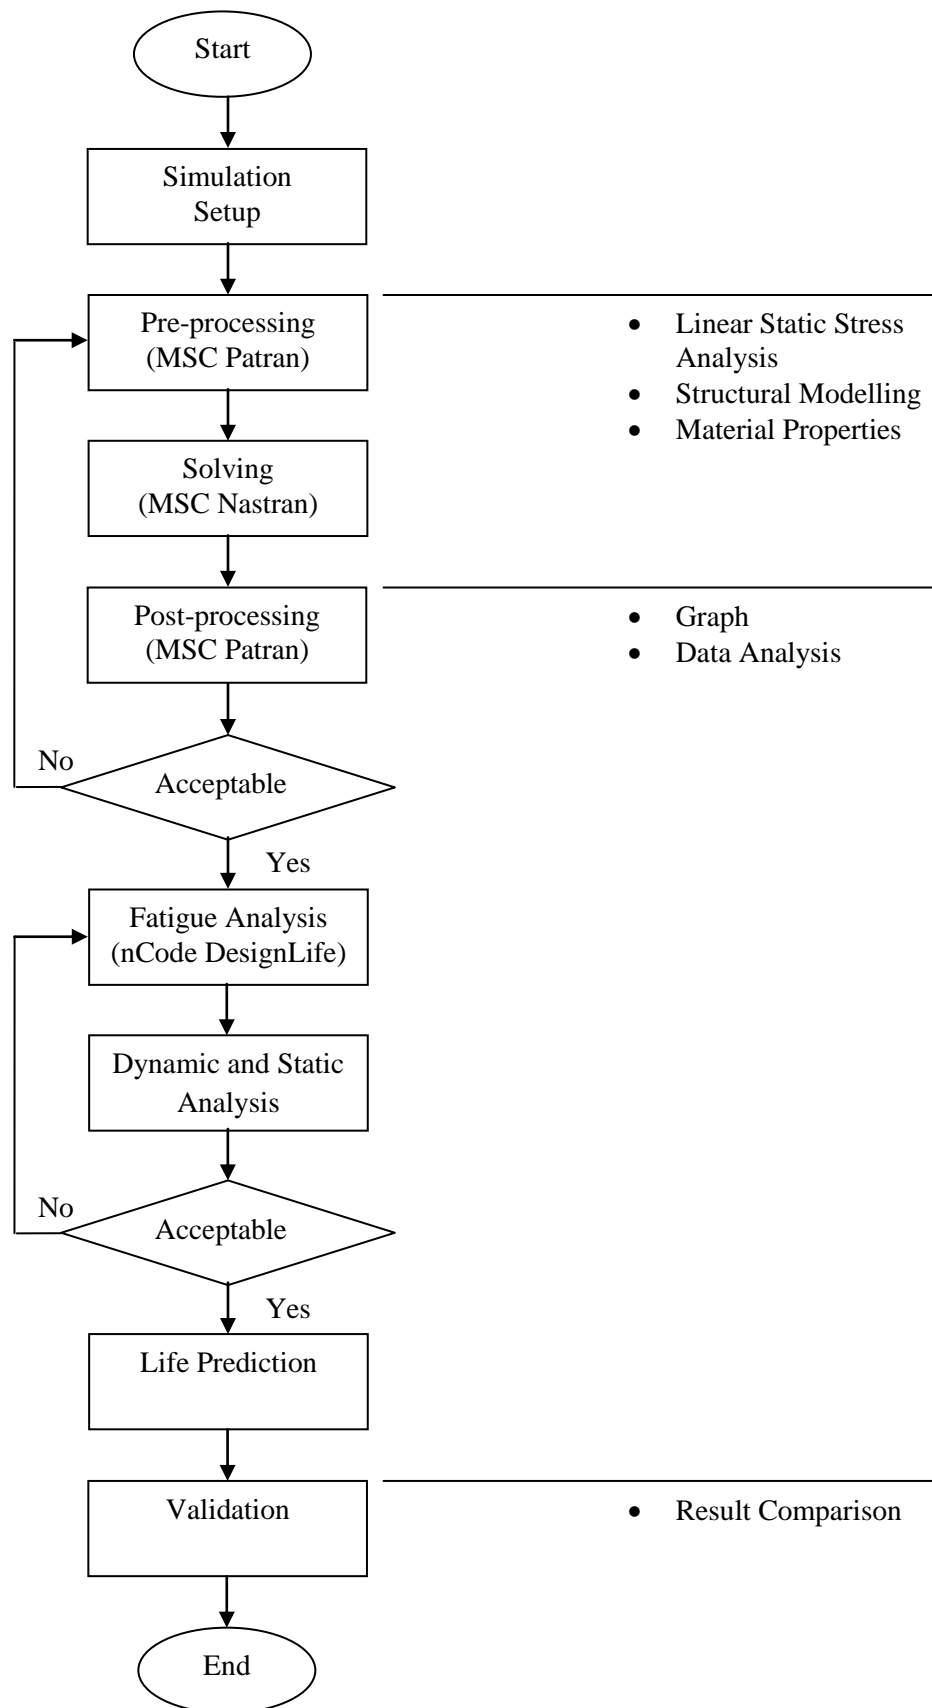 Start
Simulation
Setup
Pre-processing
(MSC Patran)
• Linear Static Stress
Analysis
• Structural Modelling
• Material Properties
Solving
(MSC Nastran)
Post-processing
(MSC Patran)
• Graph
• Data Analysis
No
Acceptable
Yes
Fatigue Analysis
(nCode DesignLife)
Dynamic and Static
Analysis
No
Acceptable
Yes
Life Prediction
Validation
• Result Comparison
End